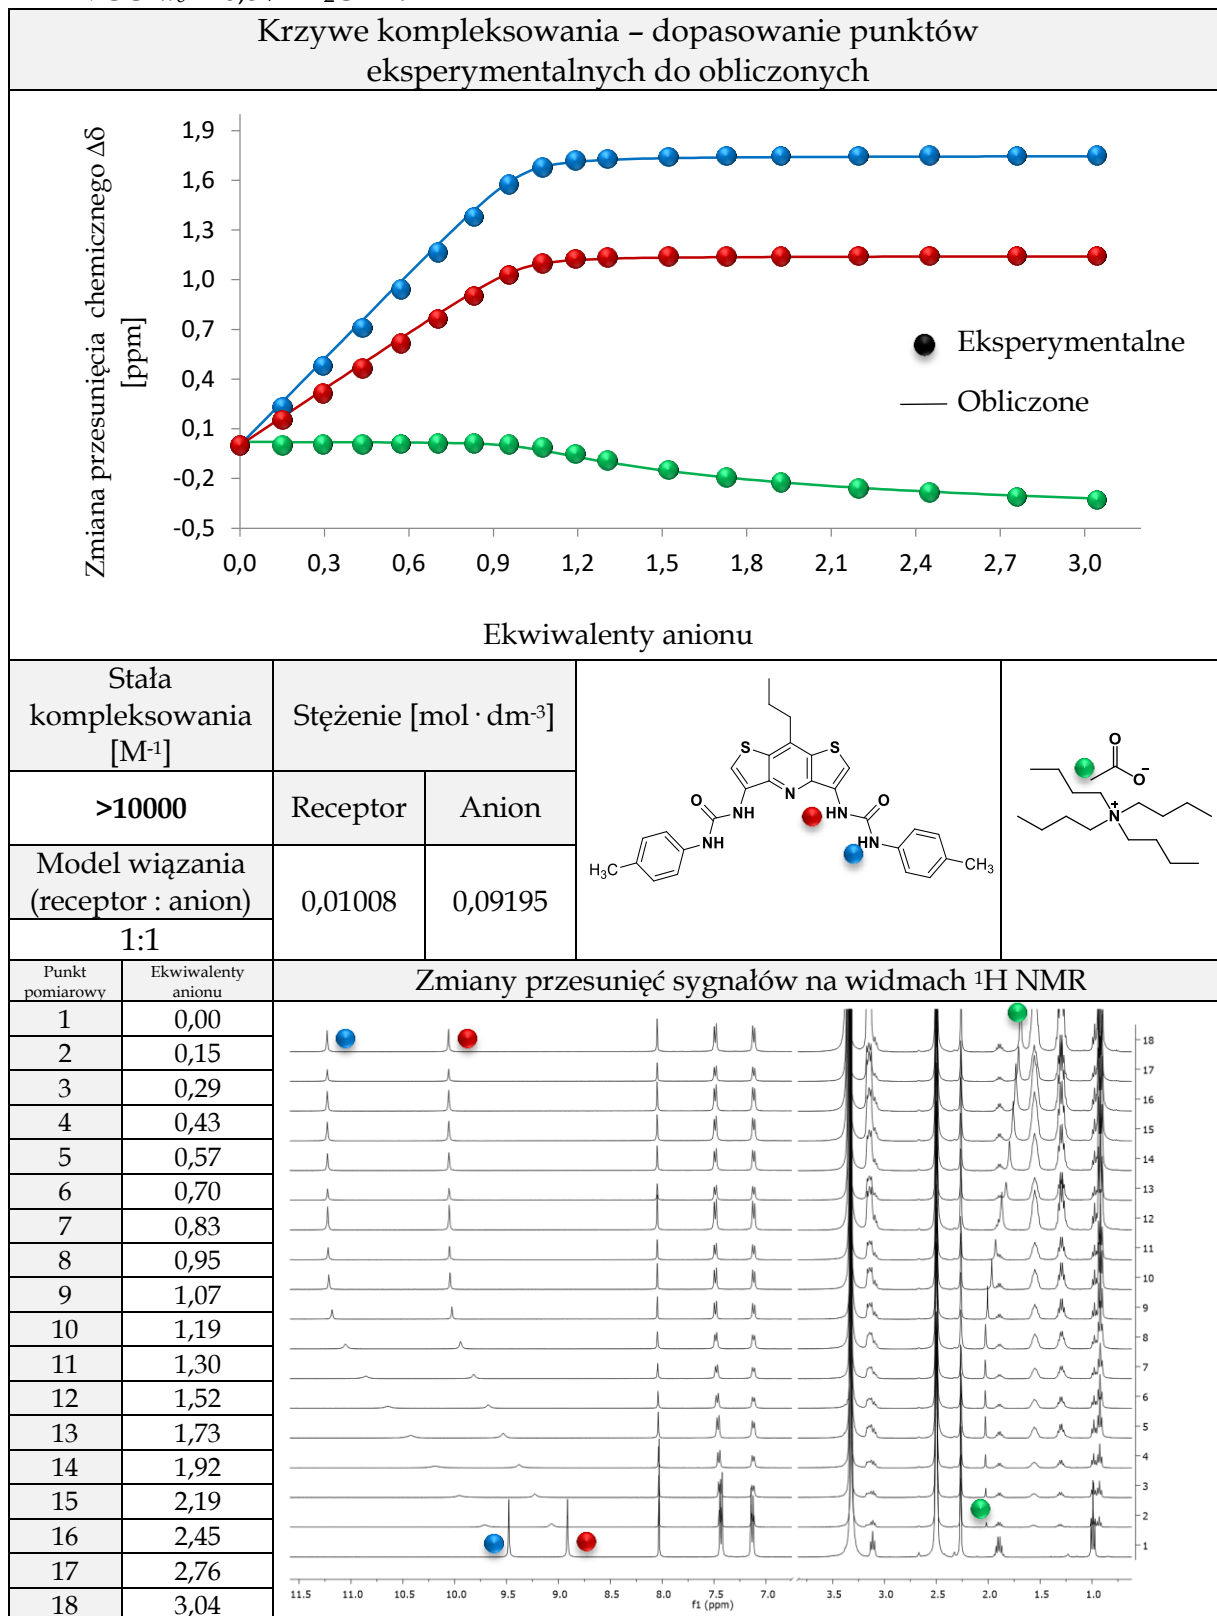 Krzywe kompleksowania – dopasowanie punktów
eksperymentalnych do obliczonych
Zmiana przesunięcia chemicznego Δδ
[ppm]
1,9
1,6
1,3
1,0
0,7
0,4
0,1
-0,2
-0,5
0,0 0,3 0,6 0,9 1,2 1,5 1,8 2,1 2,4 2,7 3,0
Eksperymentalne
Obliczone
Ekwiwalenty anionu
Stała
kompleksowania
[M⁻¹]
Stężenie [mol · dm⁻³]
>10000
Receptor
Anion
Model wiązania
(receptor : anion)
1:1
0,01008
0,09195
S S
N
O NH HN O
NH HN
H₃C CH₃
O
O⁻
N⁺
Punkt
pomiarowy
Ekwiwalenty
anionu
Zmiany przesunięć sygnałów na widmach ¹H NMR
1 0,00
2 0,15
3 0,29
4 0,43
5 0,57
6 0,70
7 0,83
8 0,95
9 1,07
10 1,19
11 1,30
12 1,52
13 1,73
14 1,92
15 2,19
16 2,45
17 2,76
18 3,04
18
17
16
15
14
13
12
11
10
9
8
7
6
5
4
3
2
1
11.5 11.0 10.5 10.0 9.5 9.0 8.5 8.0 7.5 7.0 3.5 3.0 2.5 2.0 1.5 1.0
f1 (ppm)